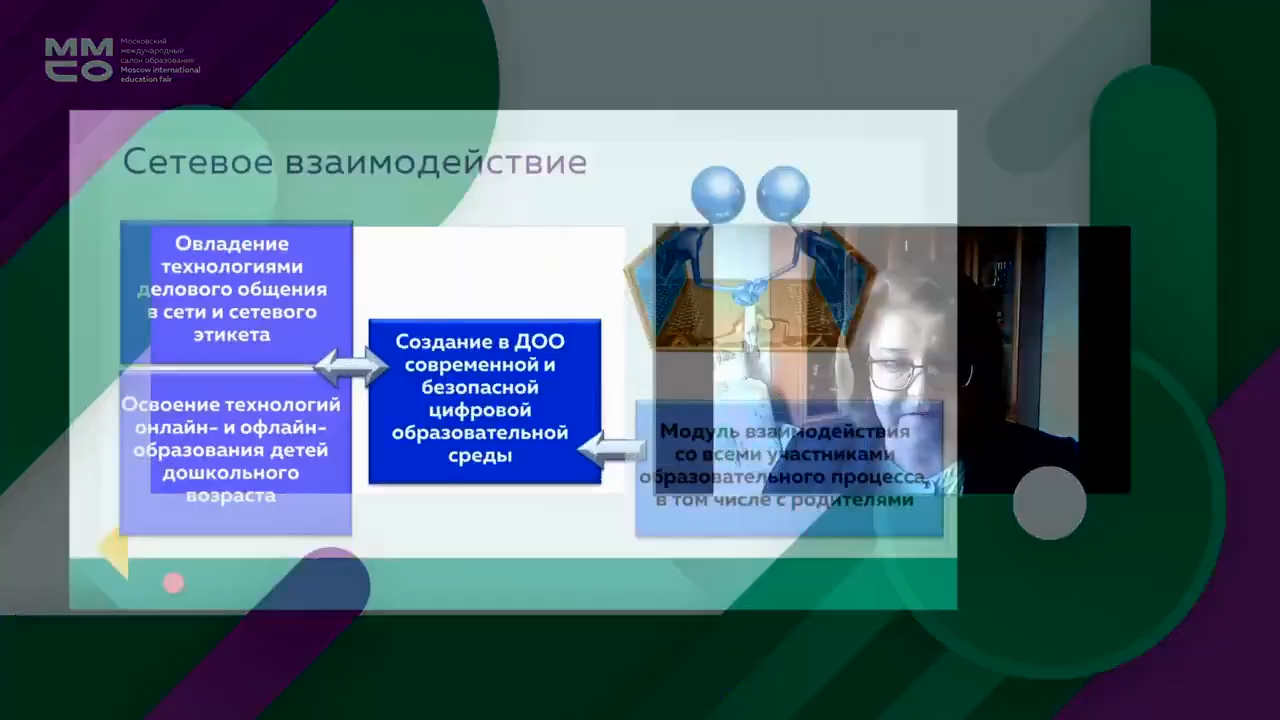 ММ
СО
Московский
международный
салон образования
Moscow international
education fair
Сетевое взаимодействие
Овладение
технологиями
делового общения
в сети и сетевого
этикета
Освоение технологий
онлайн- и офлайн-
образования детей
дошкольного
возраста
Создание в ДОО
современной и
безопасной
цифровой
образовательной
среды
Модуль взаимодействия
со всеми участниками
образовательного процесса,
в том числе с родителями